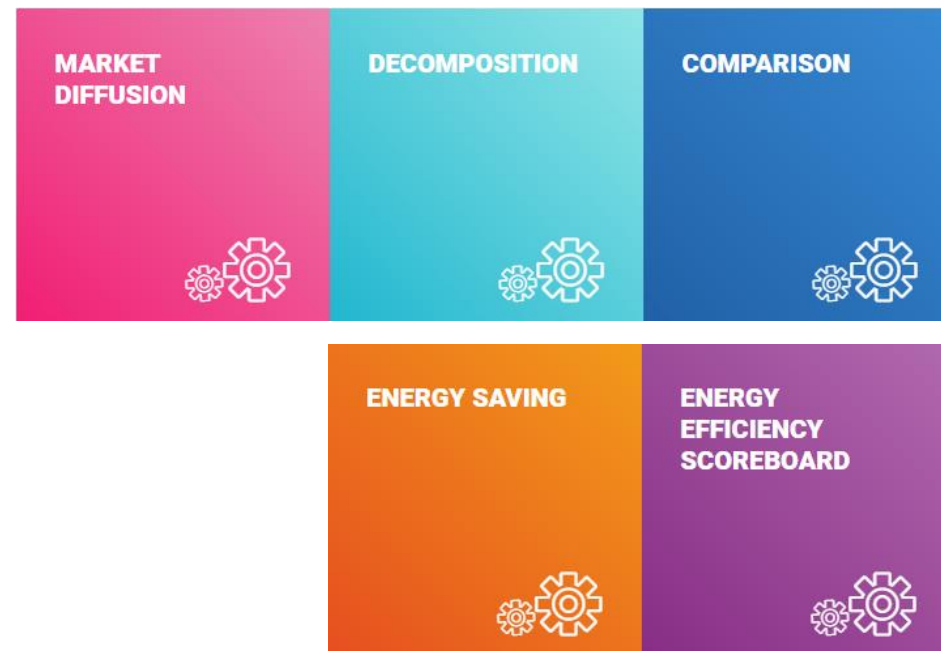 MARKET
DIFFUSION
DECOMPOSITION
COMPARISON
ENERGY SAVING
ENERGY
EFFICIENCY
SCOREBOARD